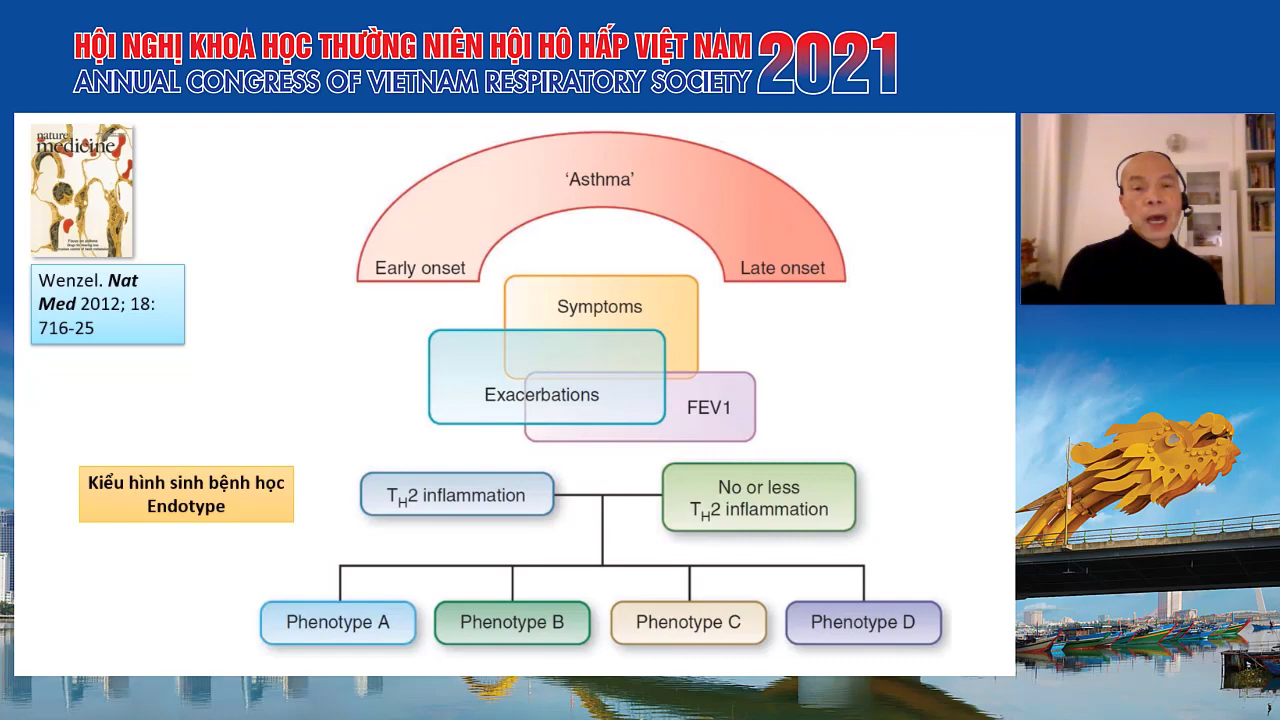 HỘI NGHỊ KHOA HỌC THƯỜNG NIÊN HỘI HÔ HẤP VIỆT NAM 2021
ANNUAL CONGRESS OF VIETNAM RESPIRATORY SOCIETY
nature
medicine
Wenzel. Nat
Med 2012; 18:
716-25
‘Asthma’
Early onset
Late onset
Symptoms
Exacerbations
FEV1
Kiểu hình sinh bệnh học
Endotype
TH2 inflammation
No or less
TH2 inflammation
Phenotype A
Phenotype B
Phenotype C
Phenotype D